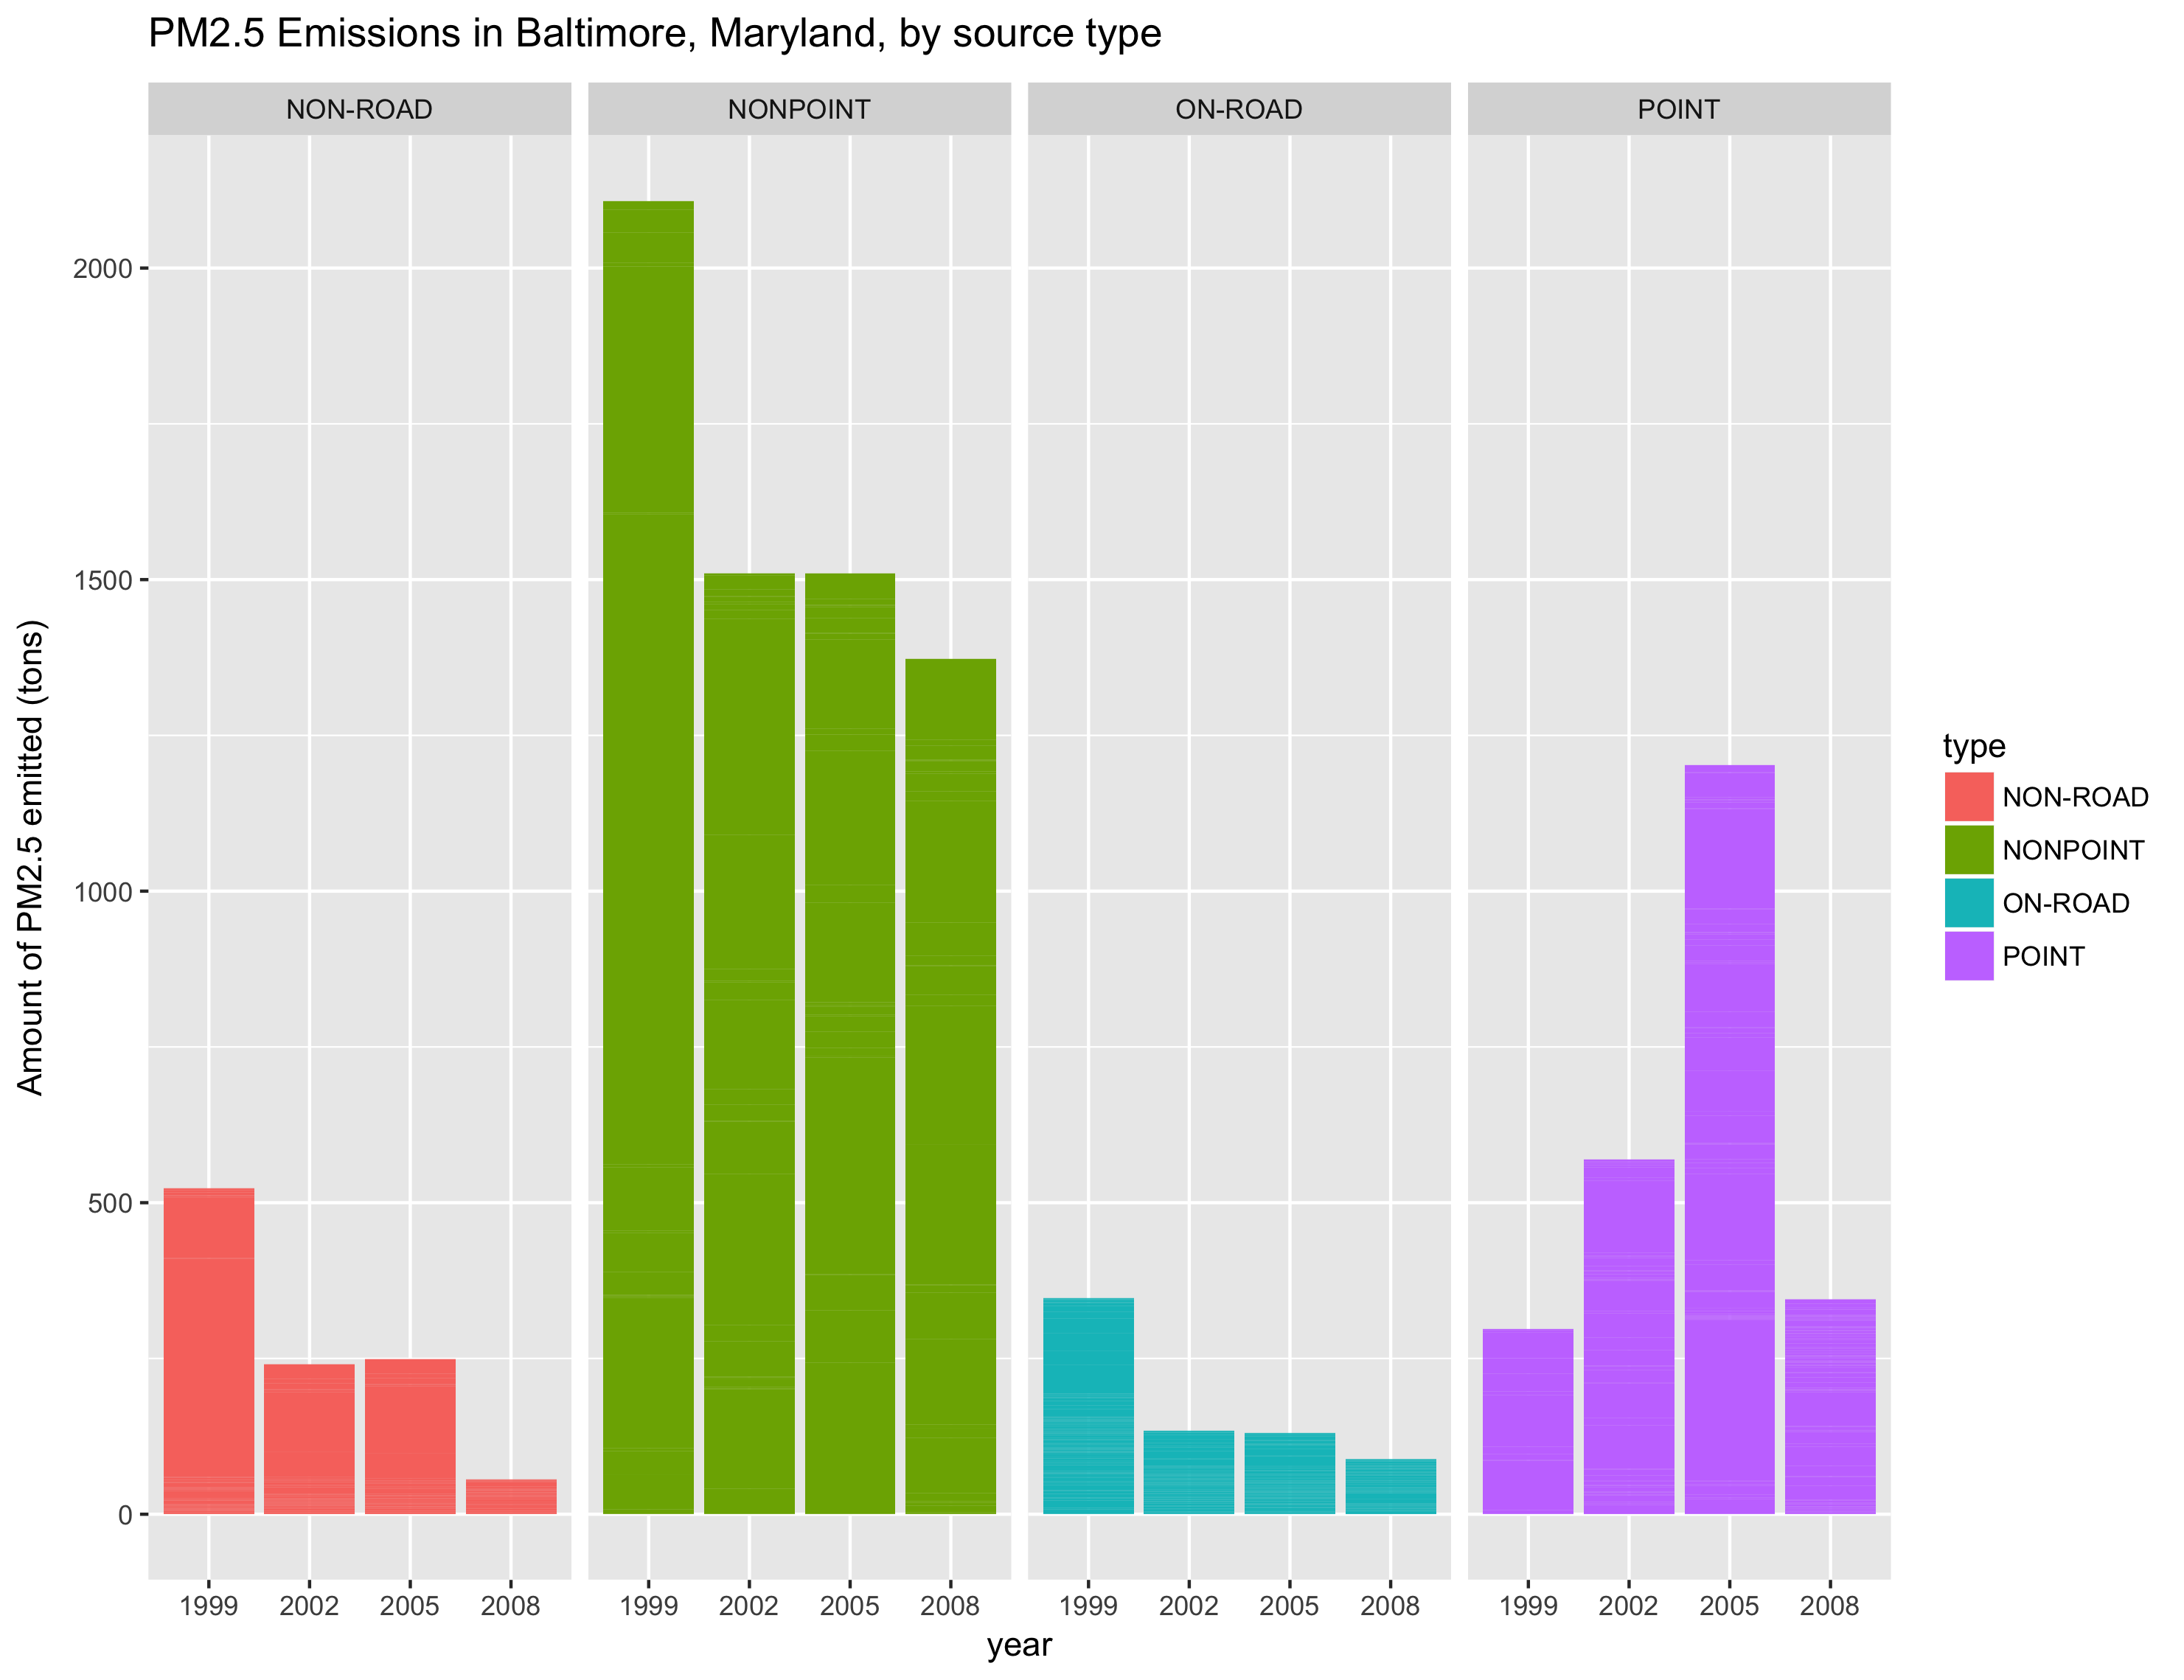 PM2.5 Emissions in Baltimore, Maryland, by source type
NON-ROAD
NONPOINT
ON-ROAD
POINT
2000
1500
1000
500
0
Amount of PM2.5 emitted (tons)
1999 2002 2005 2008
1999 2002 2005 2008
1999 2002 2005 2008
1999 2002 2005 2008
year
type
NON-ROAD
NONPOINT
ON-ROAD
POINT